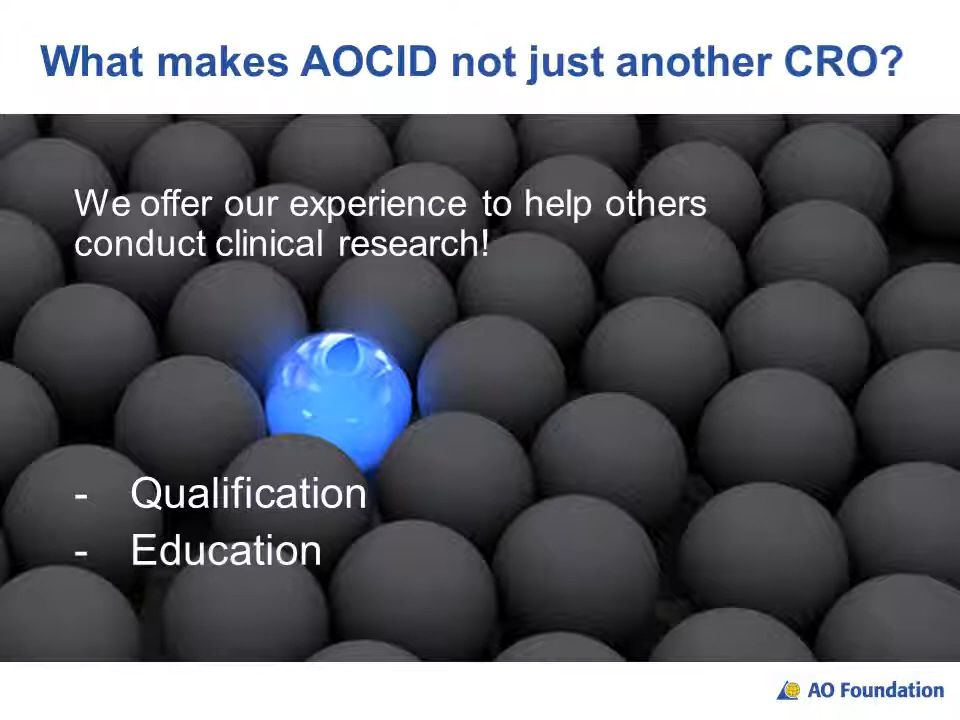 What makes AOCID not just another CRO?
We offer our experience to help others
conduct clinical research!
- Qualification
- Education
AO Foundation